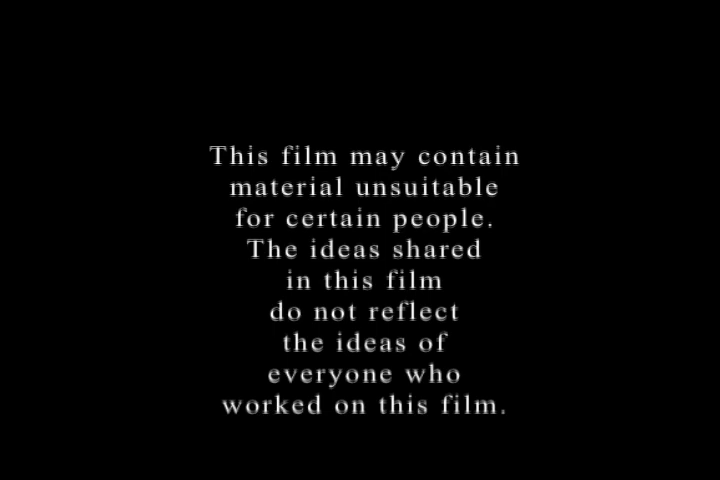 This film may contain
material unsuitable
for certain people.
The ideas shared
in this film
do not reflect
the ideas of
everyone who
worked on this film.